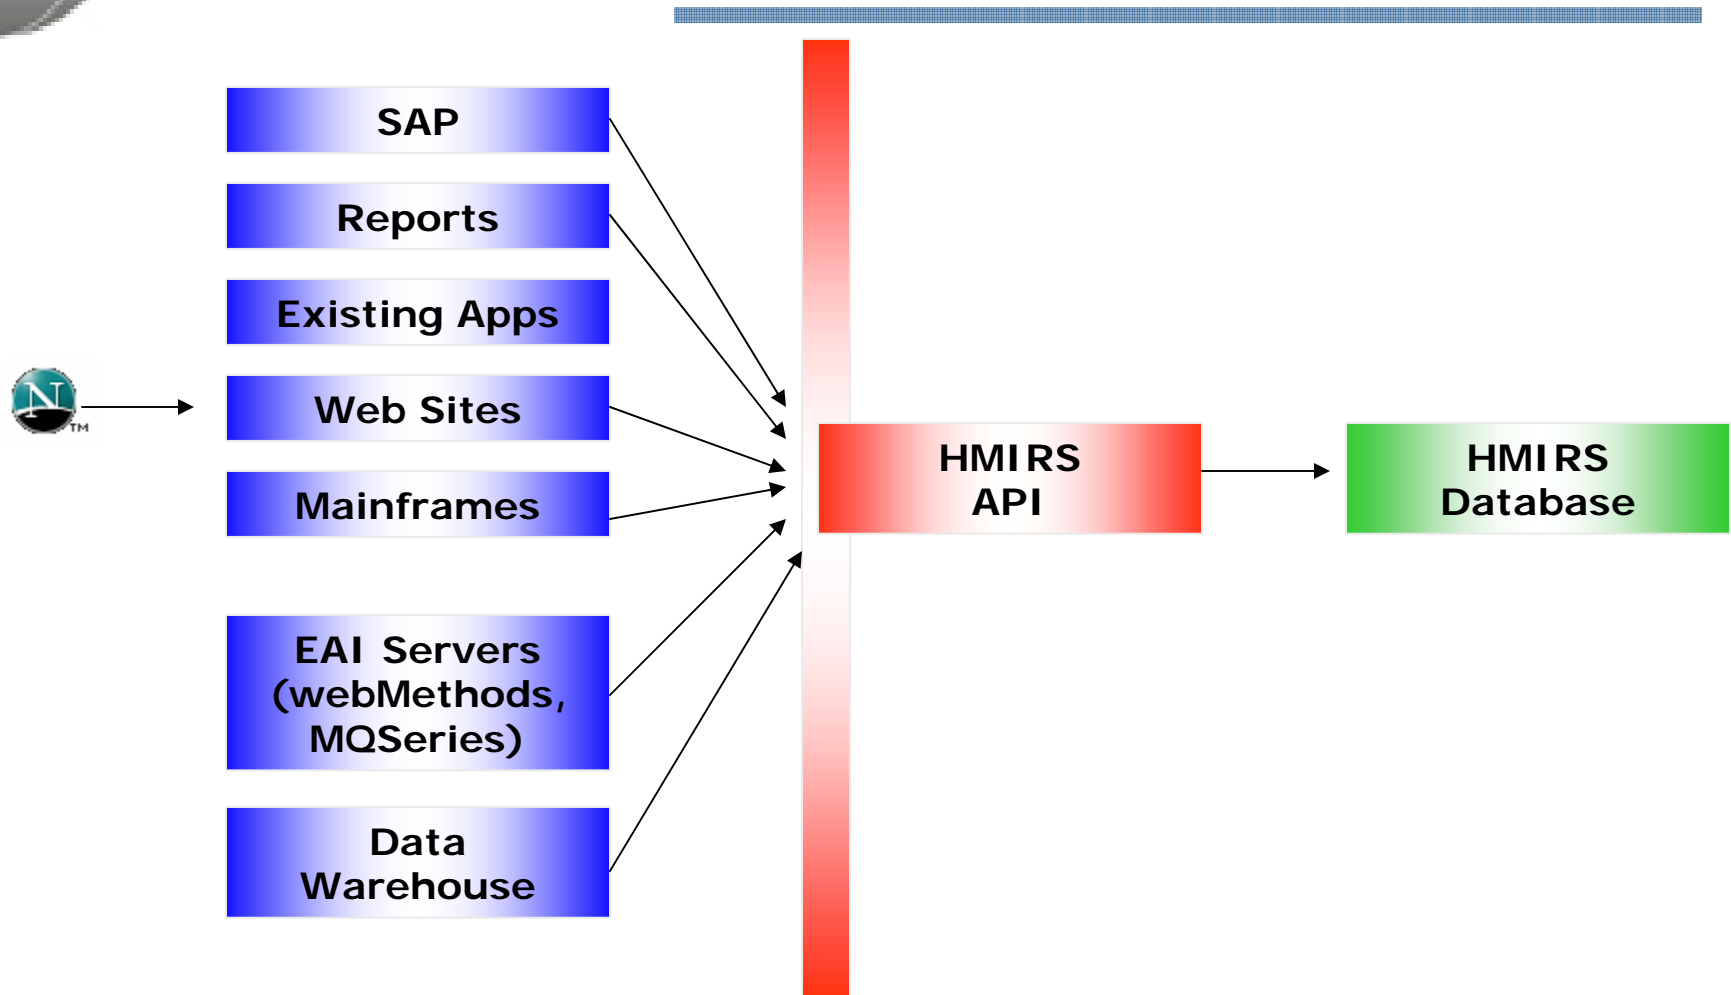 SAP
Reports
Existing Apps
N
TM
Web Sites
Mainframes
EAI Servers
(webMethods,
MQSeries)
Data
Warehouse
HMIRS
API
HMIRS
Database